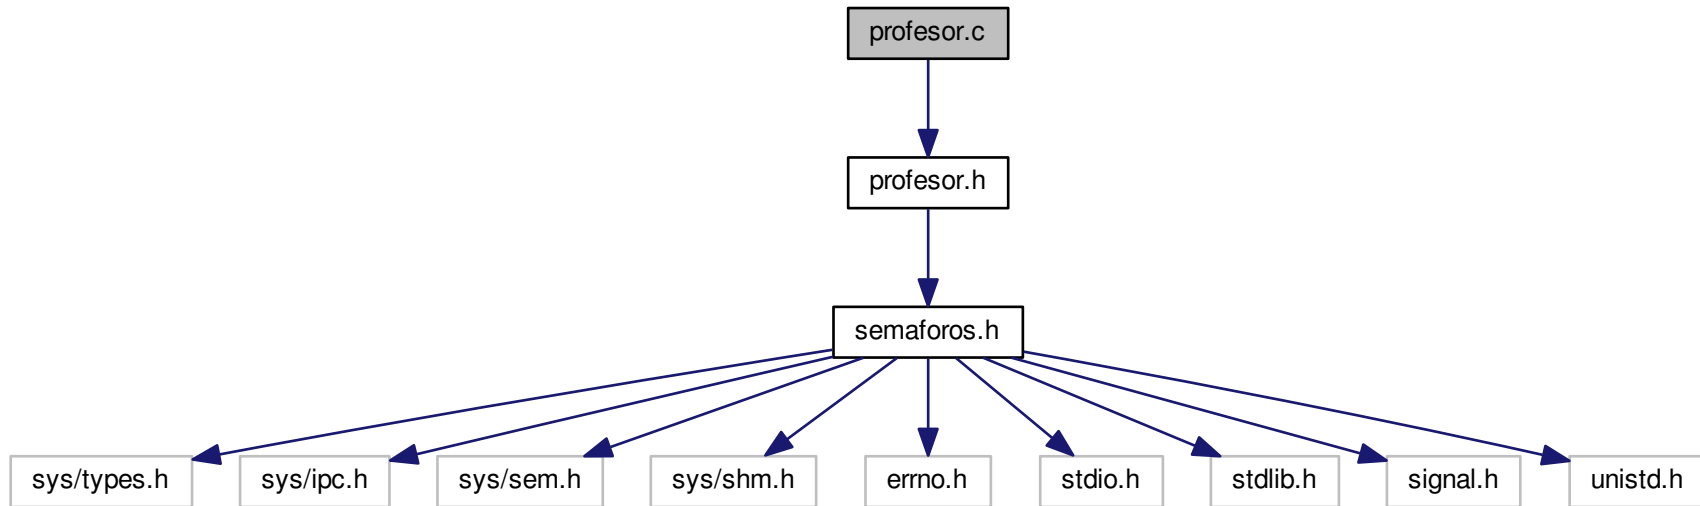 profesor.c
profesor.h
semaforos.h
sys/types.h
sys/ipc.h
sys/sem.h
sys/shm.h
errno.h
stdio.h
stdlib.h
signal.h
unistd.h